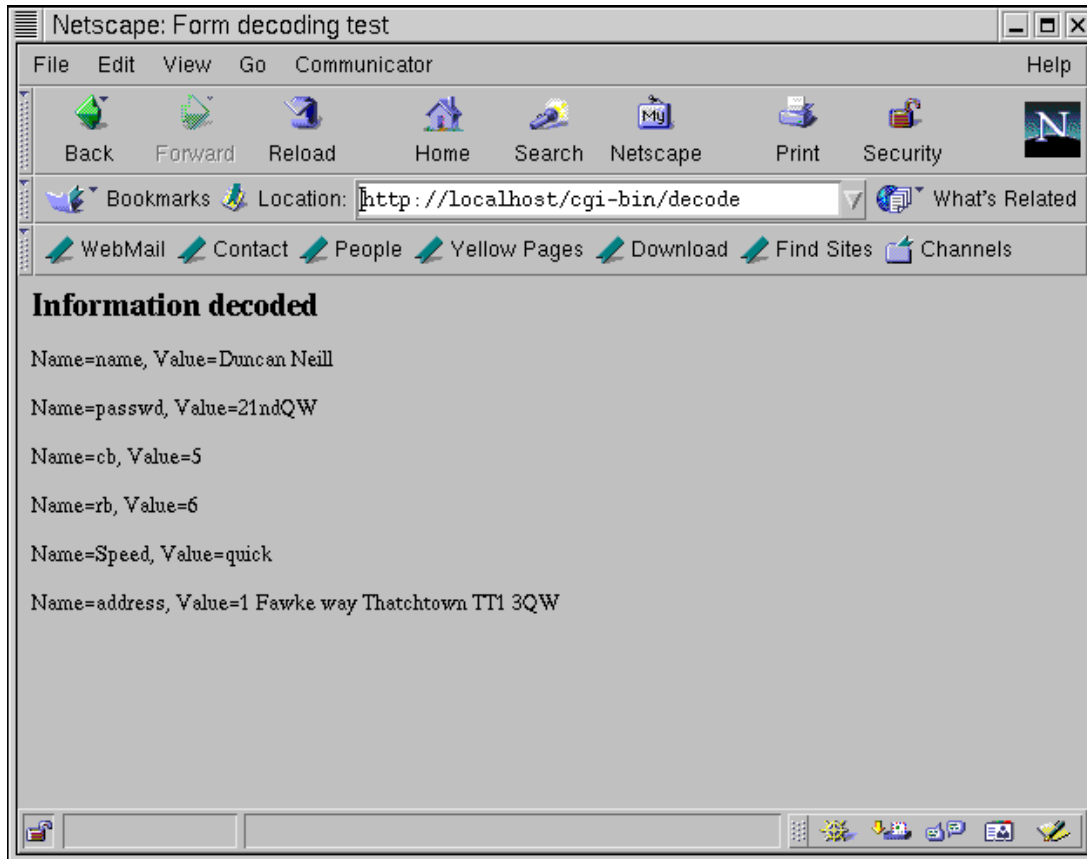 Netscape: Form decoding test
File Edit View Go Communicator Help
My N
Back Forward Reload Home Search Netscape Print Security
Bookmarks Location: http://localhost/cgi-bin/decode What's Related
WebMail Contact People Yellow Pages Download Find Sites Channels
Information decoded
Name=name, Value=Duncan Neill
Name=passwd, Value=21ndQW
Name=cb, Value=5
Name=rb, Value=6
Name=Speed, Value=quick
Name=address, Value=1 Fawke way Thatchtown TT1 3QW